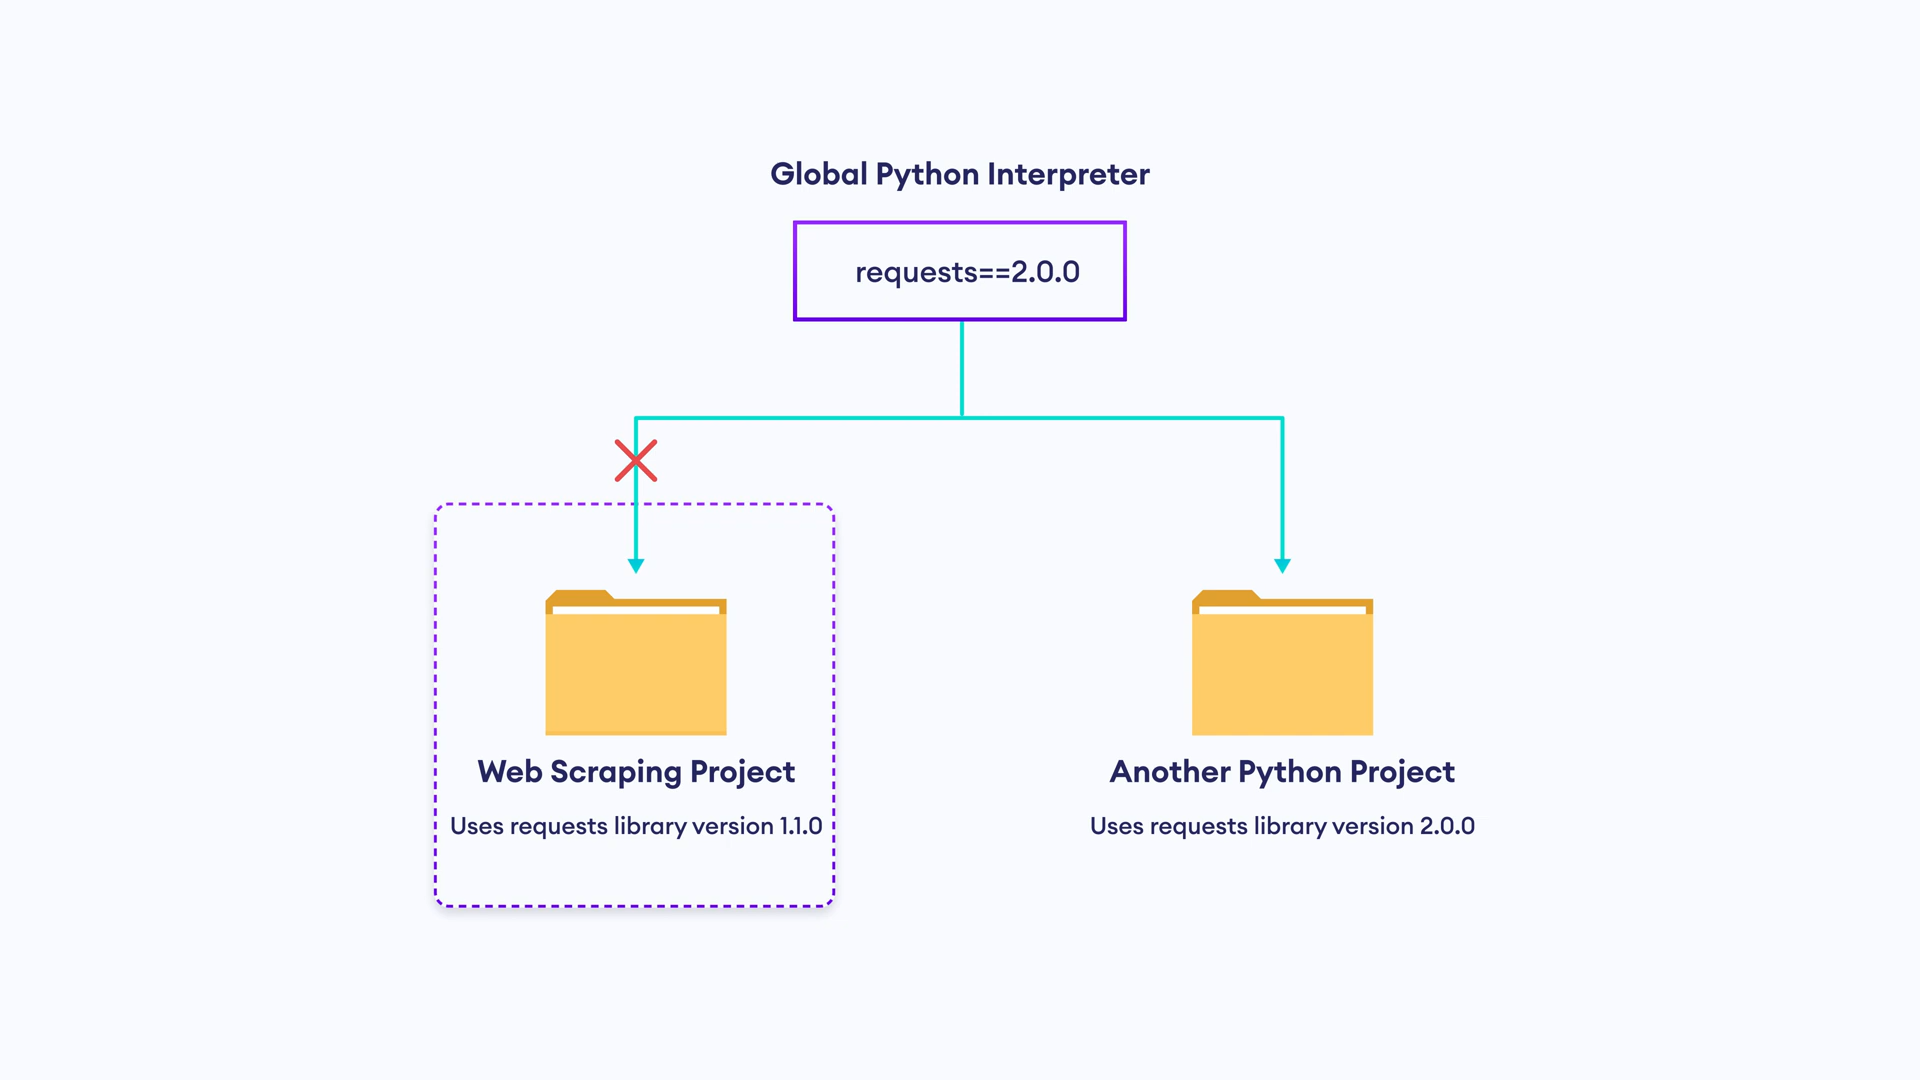 Global Python Interpreter
requests==2.0.0
Web Scraping Project
Uses requests library version 1.1.0
Another Python Project
Uses requests library version 2.0.0